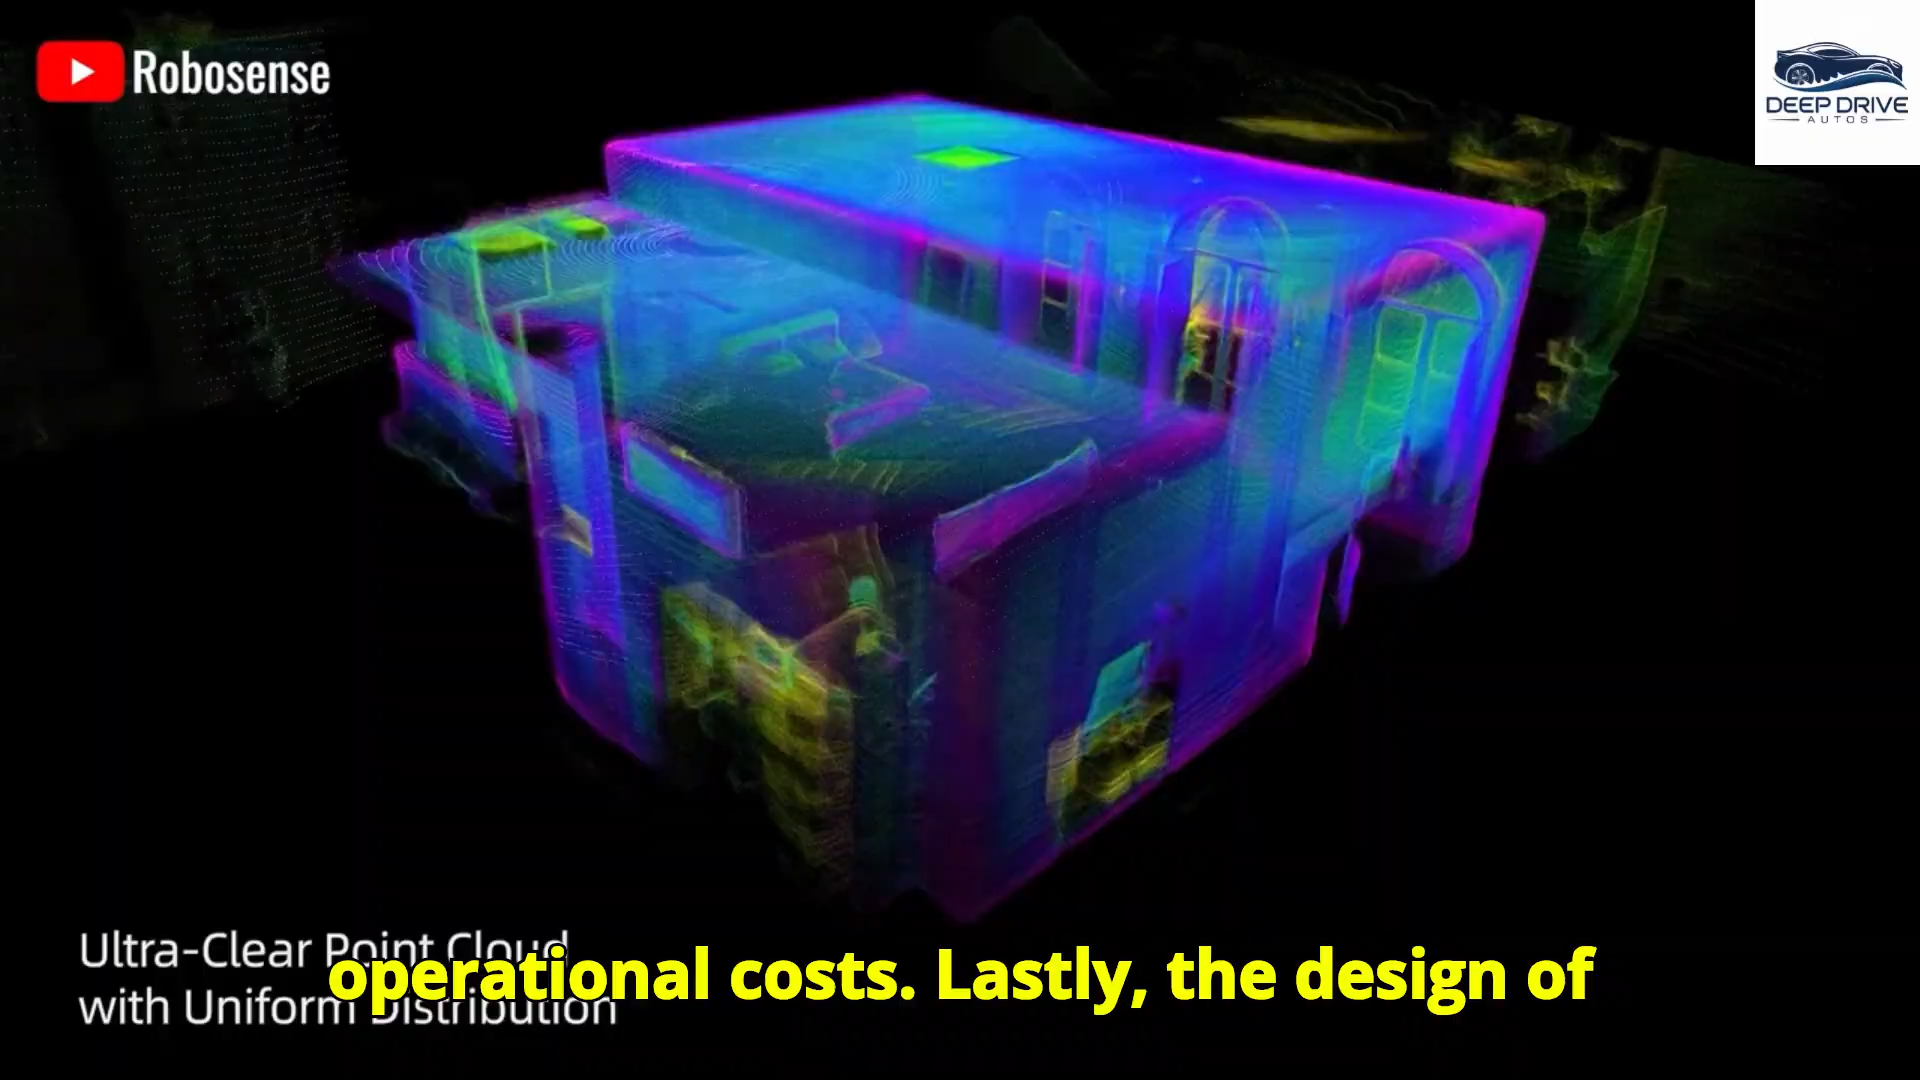 Robosense
DEEP DRIVE
AUTOS
Ultra-Clear Point Cloud
with Uniform Distribution
operational costs. Lastly, the design of